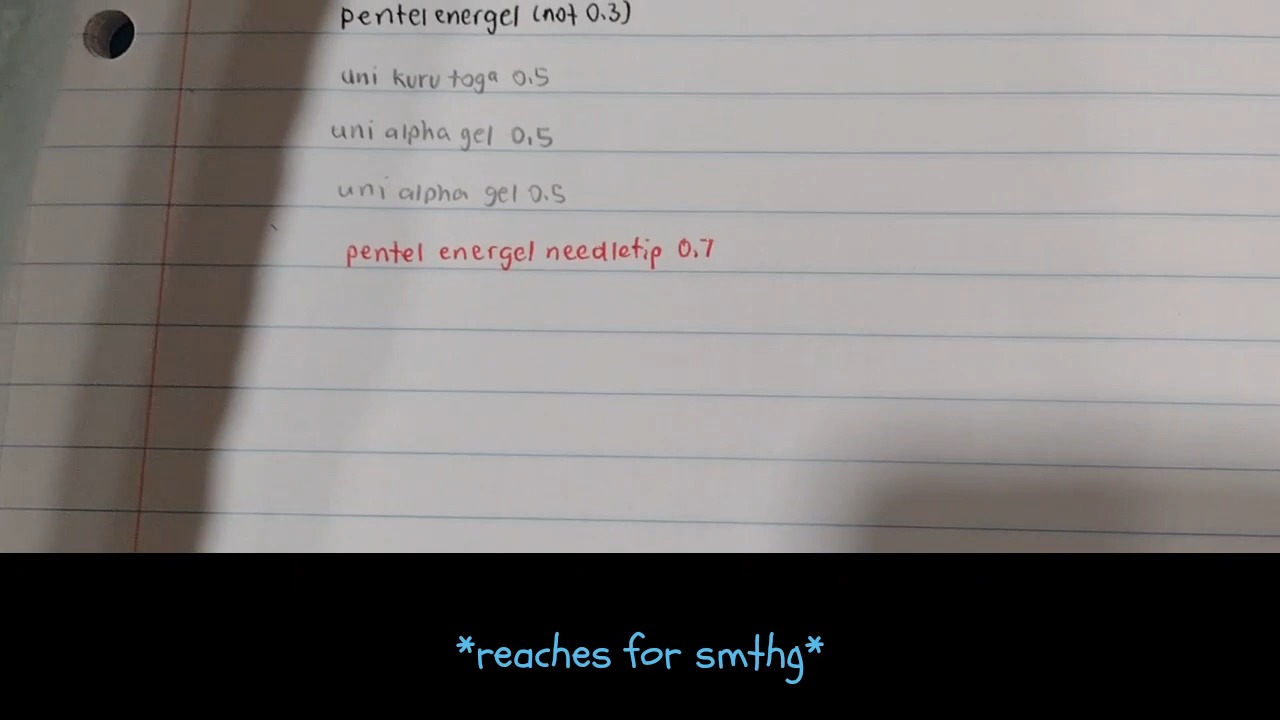 pentel energel (not 0.3)
uni kuru toga 0.5
uni alpha gel 0.5
uni alpha gel 0.5
pentel energel needletip 0.7
*reaches for smthg*